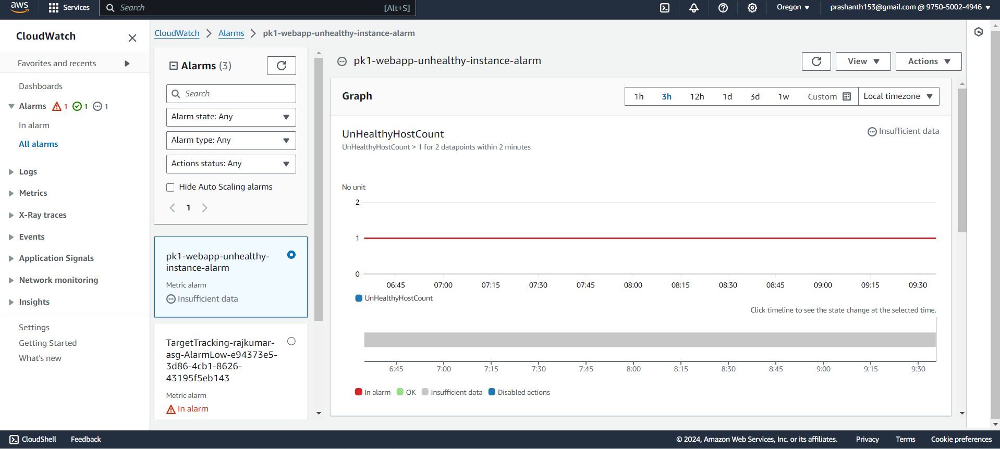 aws
Services
Search
[Alt+S]
Oregon
prashanth153@gmail.com @ 9750-5002-4946
CloudWatch
Favorites and recents
Dashboards
Alarms 1 1 1
In alarm
All alarms
Logs
Metrics
X-Ray traces
Events
Application Signals
Network monitoring
Insights
Settings
Getting Started
What's new
CloudWatch > Alarms > pk1-webapp-unhealthy-instance-alarm
Alarms (3)
Search
Alarm state: Any
Alarm type: Any
Actions status: Any
Hide Auto Scaling alarms
1
pk1-webapp-unhealthy-
instance-alarm
Metric alarm
Insufficient data
TargetTracking-rajkumar-
asg-AlarmLow-e94373e5-
3d86-4cb1-8626-
43195f5eb143
Metric alarm
In alarm
pk1-webapp-unhealthy-instance-alarm
View
Actions
Graph
1h 3h 12h 1d 3d 1w Custom Local timezone
UnHealthyHostCount
Insufficient data
UnHealthyHostCount > 1 for 2 datapoints within 2 minutes
No unit
2
1
0
06:45 07:00 07:15 07:30 07:45 08:00 08:15 08:30 08:45 09:00 09:15 09:30
UnHealthyHostCount
Click timeline to see the state change at the selected time.
6:45 7:00 7:15 7:30 7:45 8:00 8:15 8:30 8:45 9:00 9:15 9:30
In alarm OK Insufficient data Disabled actions
CloudShell Feedback
© 2024, Amazon Web Services, Inc. or its affiliates. Privacy Terms Cookie preferences